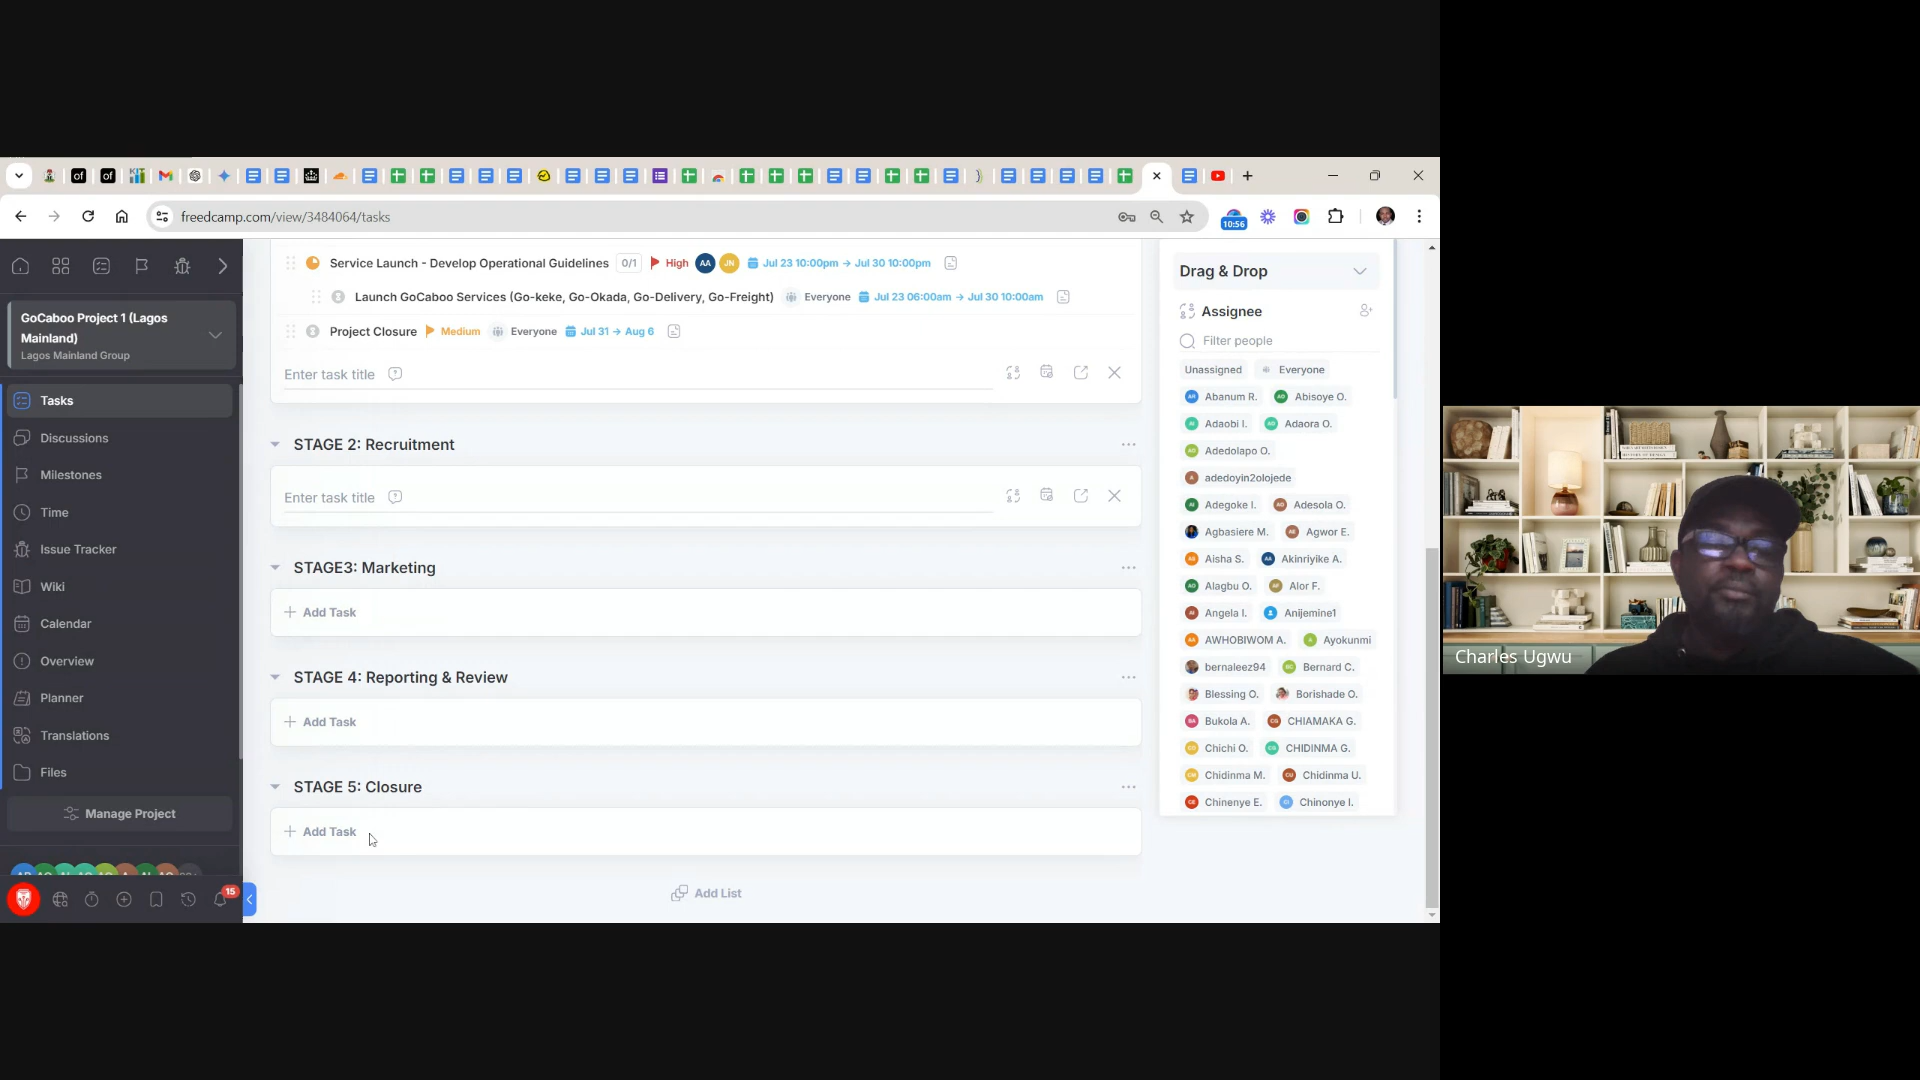 freedcamp.com/view/3484064/tasks
10:56
GoCaboo Project 1 (Lagos
Mainland)
Lagos Mainland Group
Tasks
Discussions
Milestones
Time
Issue Tracker
Wiki
Calendar
Overview
Planner
Translations
Files
Manage Project
15
Service Launch - Develop Operational Guidelines 0/1 High AA JN Jul 23 10:00pm → Jul 30 10:00pm
Launch GoCaboo Services (Go-keke, Go-Okada, Go-Delivery, Go-Freight) Everyone Jul 23 06:00am → Jul 30 10:00am
Project Closure Medium Everyone Jul 31 → Aug 6
Enter task title
STAGE 2: Recruitment
Enter task title
STAGE3: Marketing
+ Add Task
STAGE 4: Reporting & Review
+ Add Task
STAGE 5: Closure
+ Add Task
Add List
Drag & Drop
Assignee
Filter people
Unassigned Everyone
Abanum R. Abisoye O.
Adaobi I. Adaora O.
Adedolapo O.
adedoyin2olojede
Adegoke I. Adesola O.
Agbasiere M. Agwor E.
Aisha S. Akinriyike A.
Alagbu O. Alor F.
Angela I. Anijemine1
AWHOBIWOM A. Ayokunmi
bernaleez94 Bernard C.
Blessing O. Borishade O.
Bukola A. CHIAMAKA G.
Chichi O. CHIDINMA G.
Chidinma M. Chidinma U.
Chinenye E. Chinonye I.
Charles Ugwu